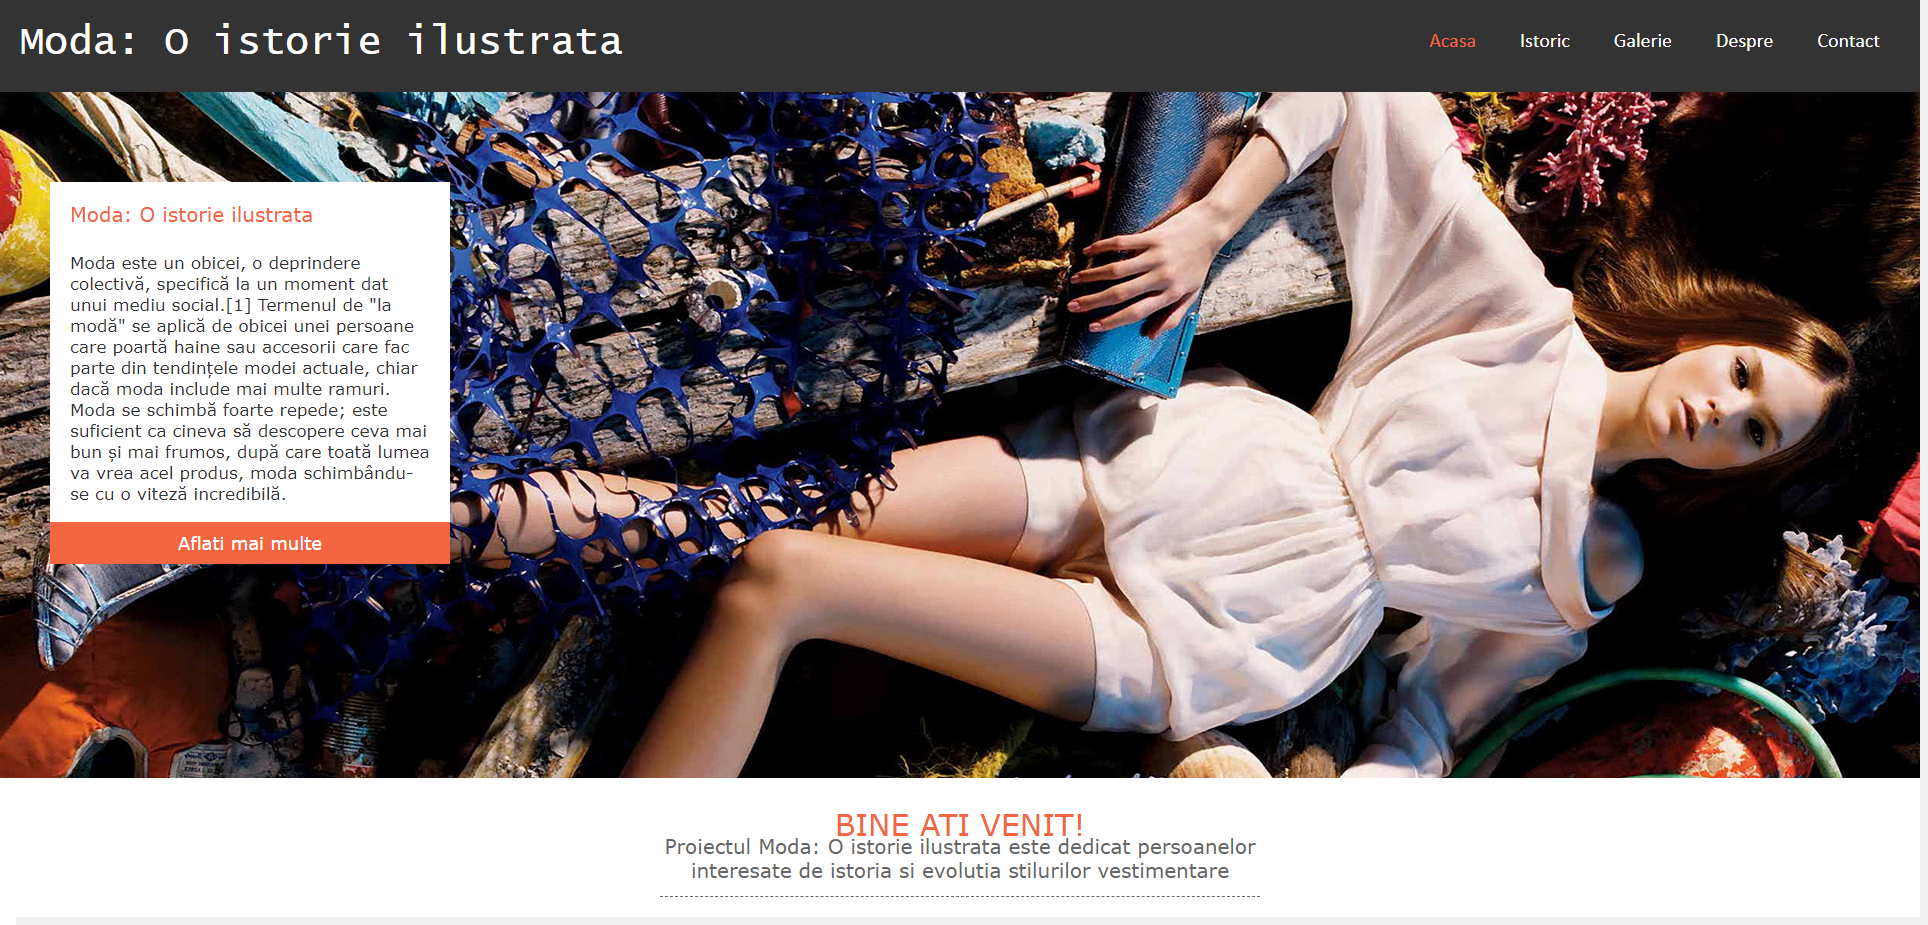 Moda: O istorie ilustrata
Acasa Istoric Galerie Despre Contact
Moda: O istorie ilustrata
Moda este un obicei, o deprindere
colectivă, specifică la un moment dat
unui mediu social.[1] Termenul de "la
modă" se aplică de obicei unei persoane
care poartă haine sau accesorii care fac
parte din tendințele modei actuale, chiar
dacă moda include mai multe ramuri.
Moda se schimbă foarte repede; este
suficient ca cineva să descopere ceva mai
bun și mai frumos, după care toată lumea
va vrea acel produs, moda schimbându-
se cu o viteză incredibilă.
Aflati mai multe
BINE ATI VENIT!
Proiectul Moda: O istorie ilustrata este dedicat persoanelor
interesate de istoria si evolutia stilurilor vestimentare